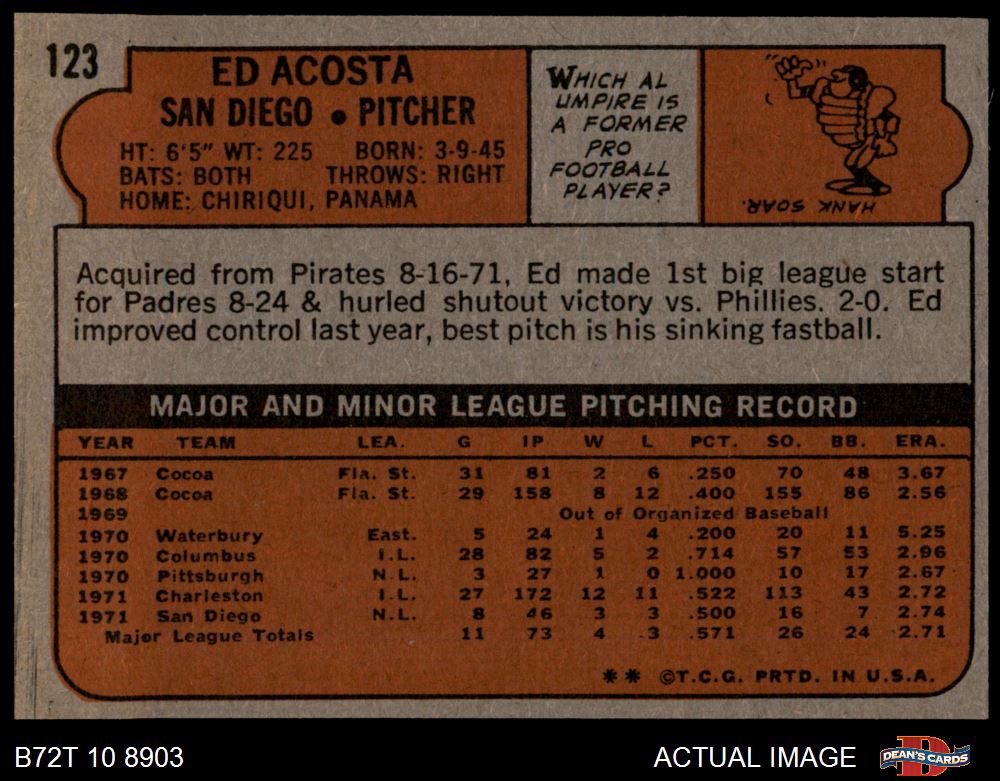 123
ED ACOSTA
SAN DIEGO • PITCHER
HT: 6'5" WT: 225 BORN: 3-9-45
BATS: BOTH THROWS: RIGHT
HOME: CHIRIQUI, PANAMA
WHICH AL
UMPIRE IS
A FORMER
PRO
FOOTBALL
PLAYER?
HANK SOAR.
Acquired from Pirates 8-16-71, Ed made 1st big league start
for Padres 8-24 & hurled shutout victory vs. Phillies. 2-0. Ed
improved control last year, best pitch is his sinking fastball.
MAJOR AND MINOR LEAGUE PITCHING RECORD
YEAR TEAM LEA. G IP W L PCT. SO. BB. ERA.
1967 Cocoa Fla. St. 31 81 2 6 .250 70 48 3.67
1968 Cocoa Fla. St. 29 158 8 12 .400 155 86 2.56
1969 Out of Organized Baseball
1970 Waterbury East. 5 24 1 4 .200 20 11 5.25
1970 Columbus I.L. 28 82 5 2 .714 57 53 2.96
1970 Pittsburgh N.L. 3 27 1 0 1.000 10 17 2.67
1971 Charleston I.L. 27 172 12 11 .522 113 43 2.72
1971 San Diego N.L. 8 46 3 3 .500 16 7 2.74
Major League Totals 11 73 4 3 .571 26 24 2.71
** ©T.C.G. PRTD. IN U.S.A.
B72T 10 8903
ACTUAL IMAGE
DEAN'S CARDS